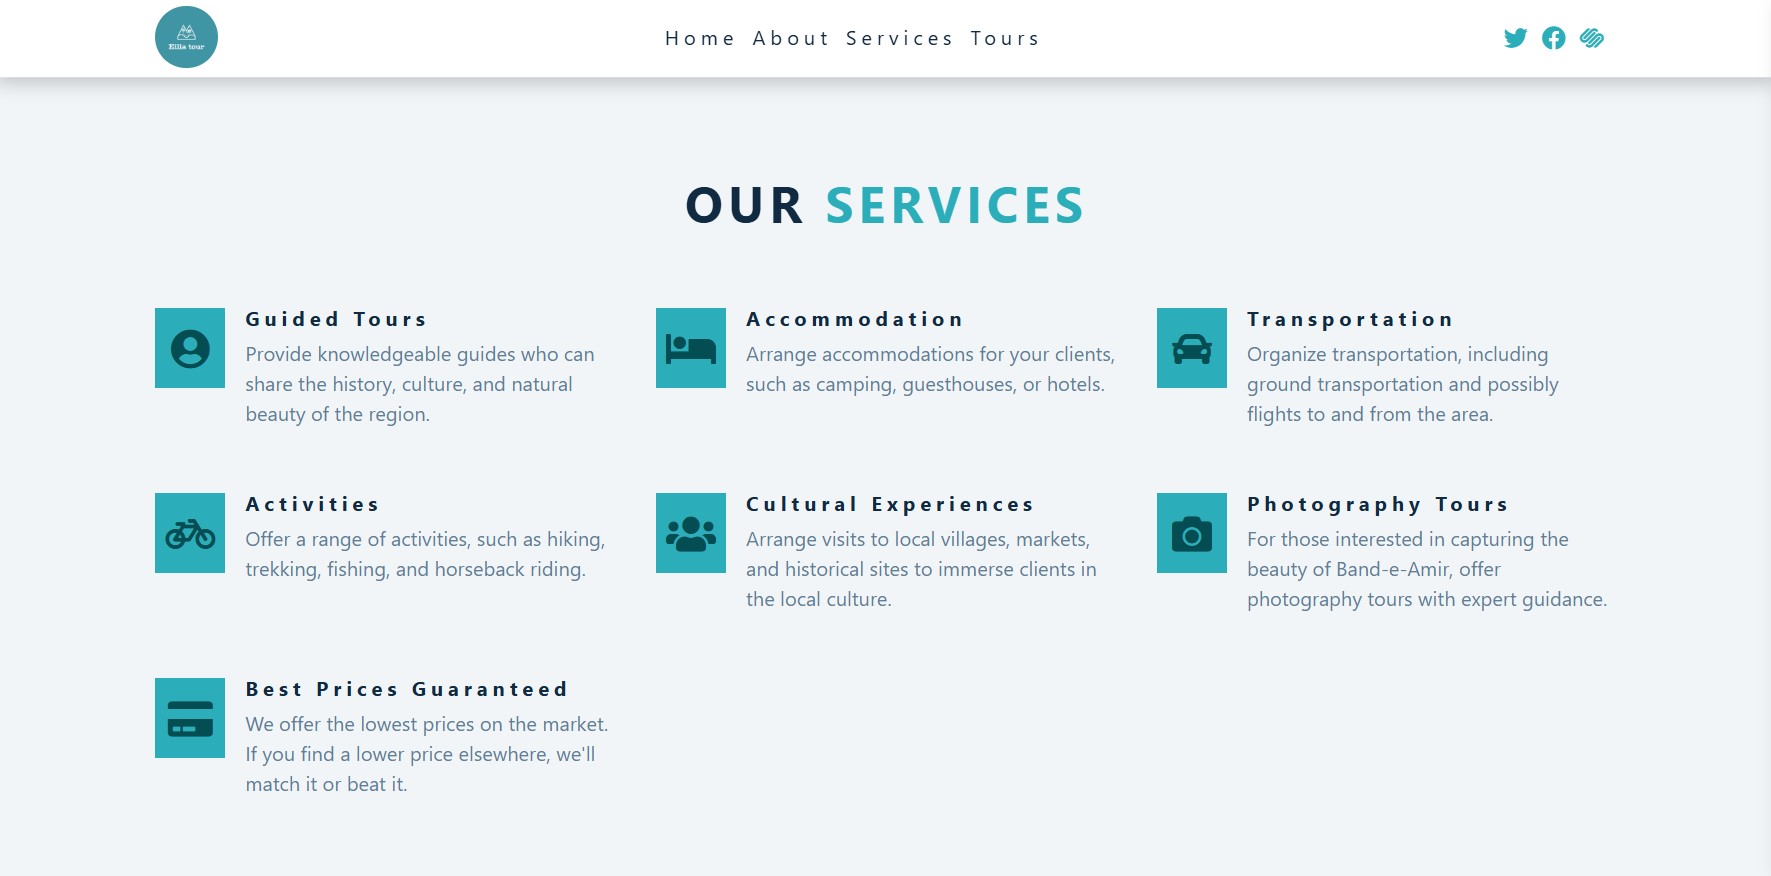 Eilla tour
Home About Services Tours
OUR SERVICES
Guided Tours
Provide knowledgeable guides who can
share the history, culture, and natural
beauty of the region.
Accommodation
Arrange accommodations for your clients,
such as camping, guesthouses, or hotels.
Transportation
Organize transportation, including
ground transportation and possibly
flights to and from the area.
Activities
Offer a range of activities, such as hiking,
trekking, fishing, and horseback riding.
Cultural Experiences
Arrange visits to local villages, markets,
and historical sites to immerse clients in
the local culture.
Photography Tours
For those interested in capturing the
beauty of Band-e-Amir, offer
photography tours with expert guidance.
Best Prices Guaranteed
We offer the lowest prices on the market.
If you find a lower price elsewhere, we'll
match it or beat it.